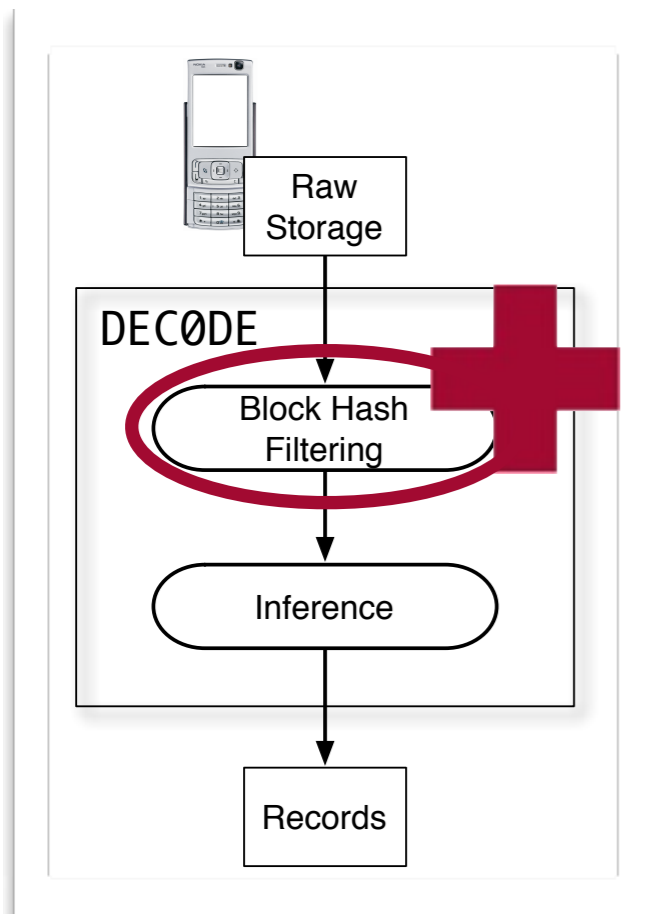 Raw
Storage
DEC0DE
Block Hash
Filtering
Inference
Records